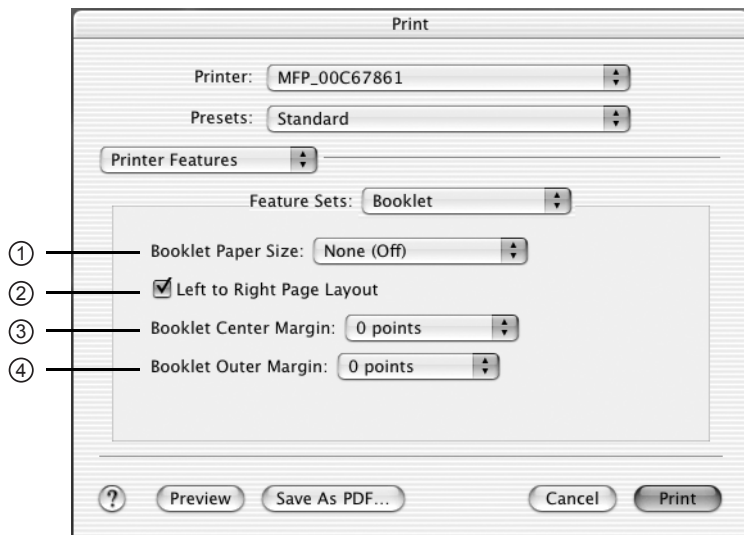 Print
Printer: MFP_00C67861
Presets: Standard
Printer Features
Feature Sets: Booklet
① Booklet Paper Size: None (Off)
② Left to Right Page Layout
③ Booklet Center Margin: 0 points
④ Booklet Outer Margin: 0 points
? Preview Save As PDF... Cancel Print